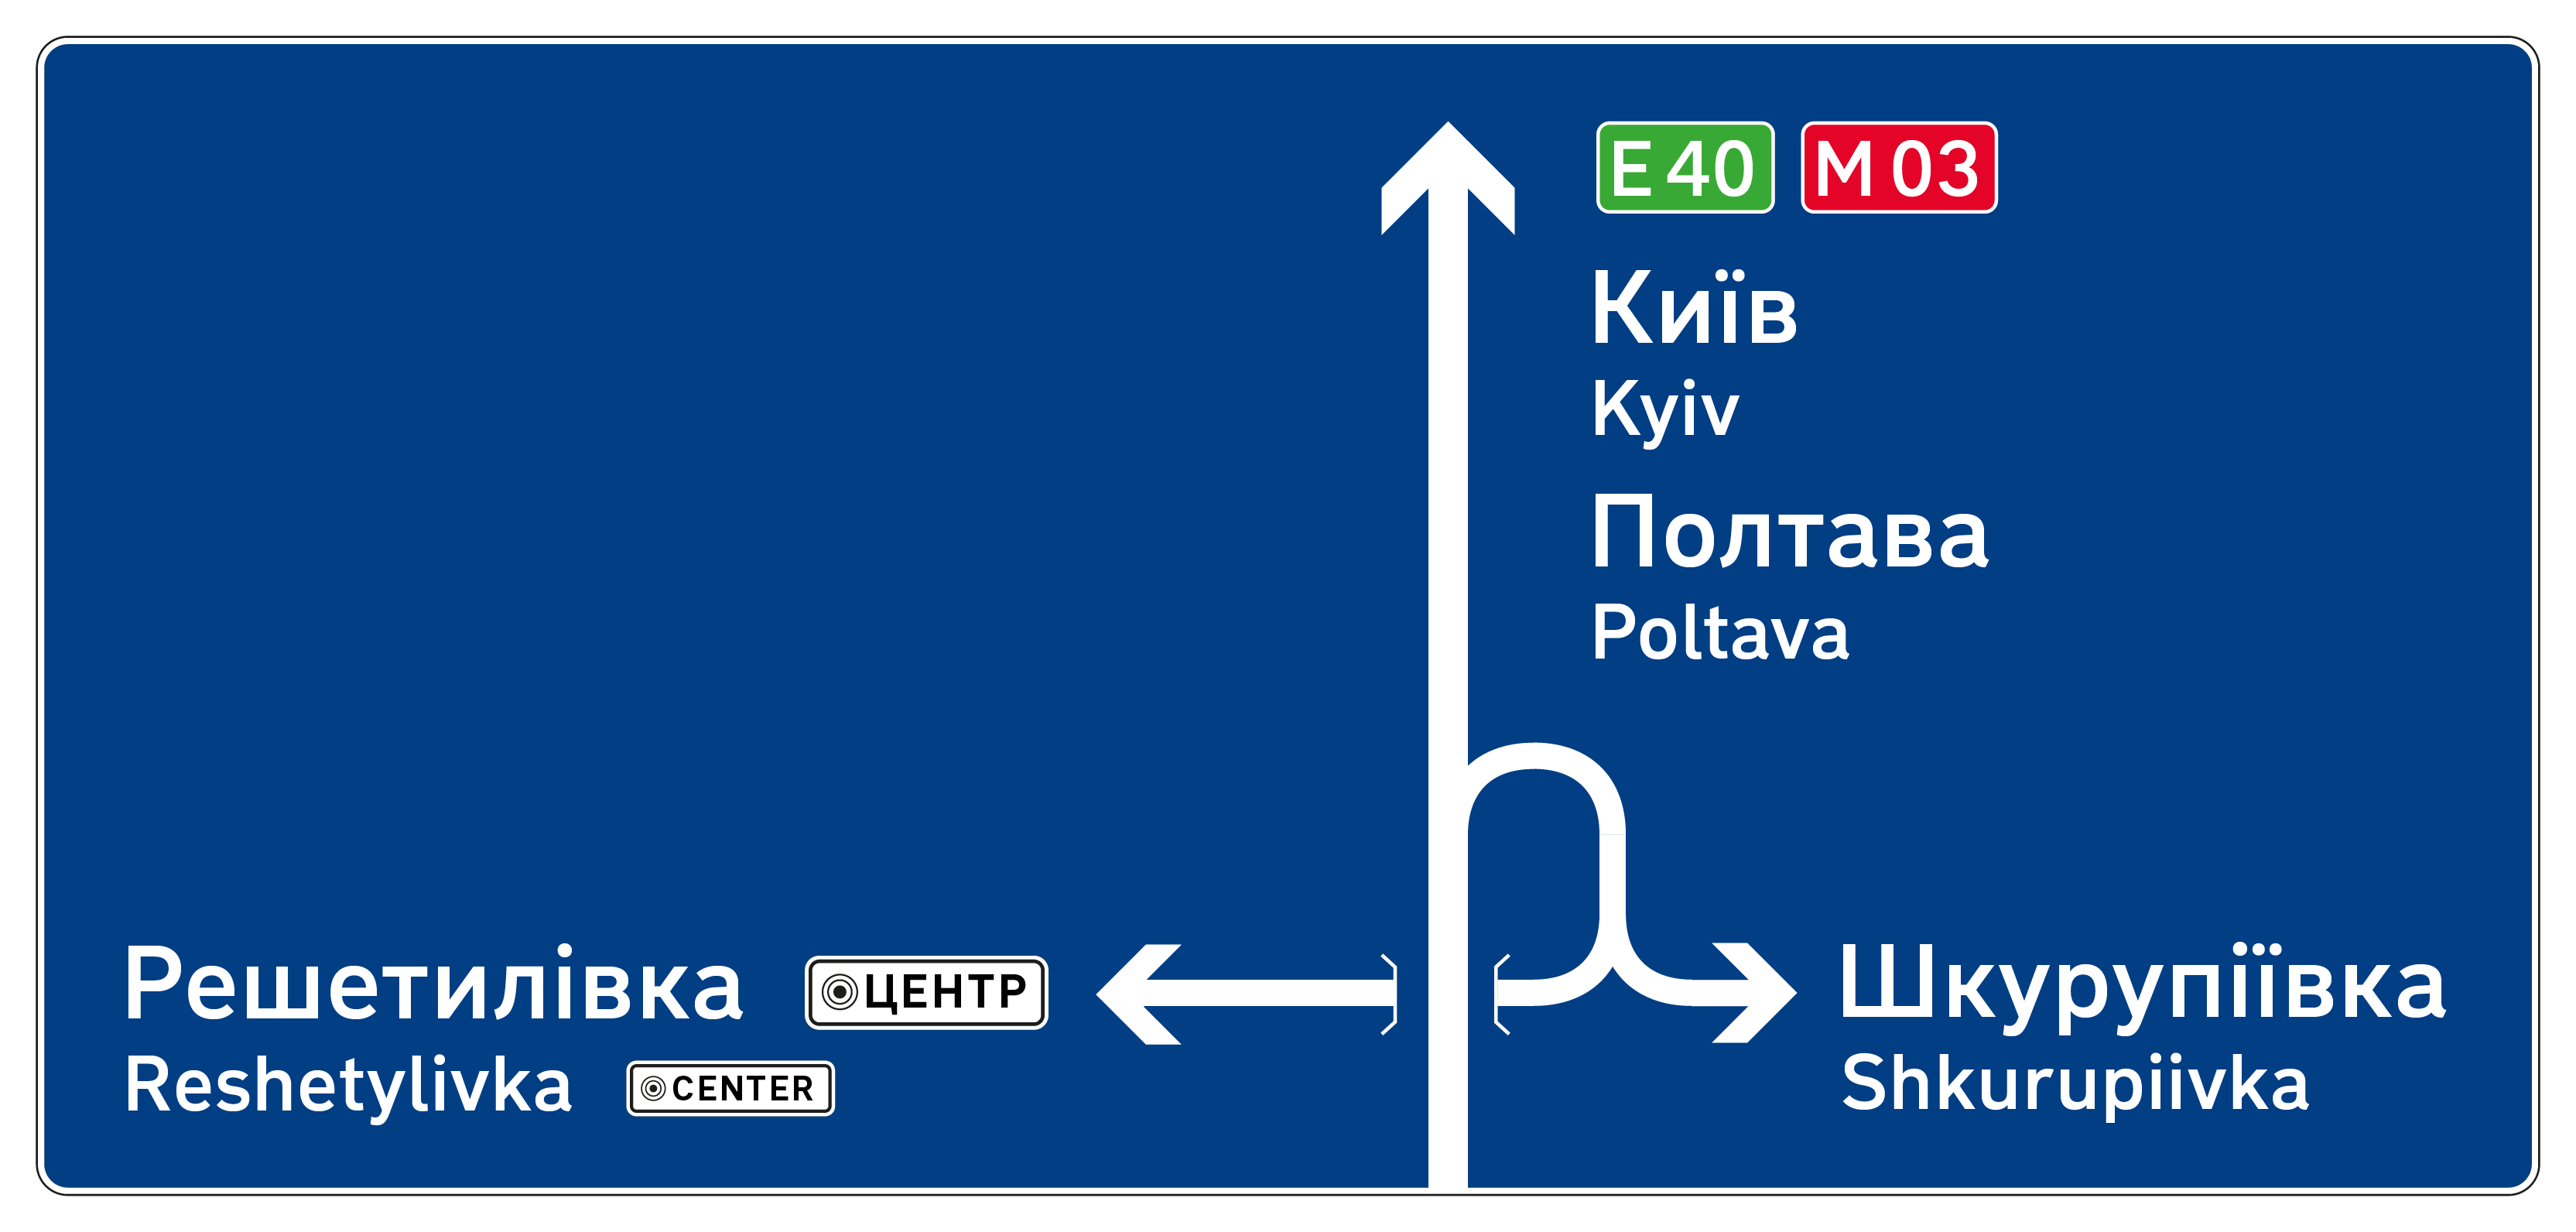 E 40 M 03
Київ
Kyiv
Полтава
Poltava
Решетилівка ЦЕНТР
Reshetylivka CENTER
Шкурупіївка
Shkurupiivka